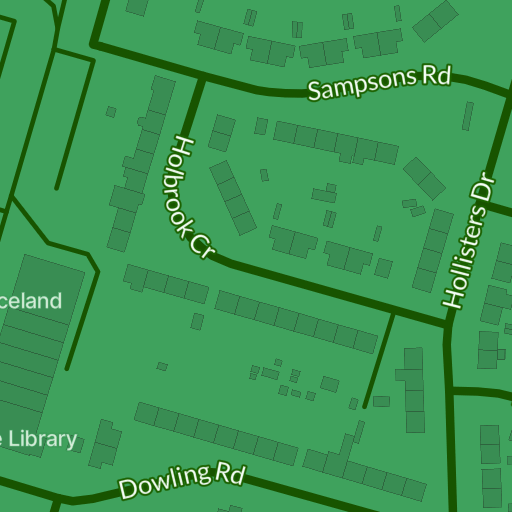 Sampsons Rd
Holbrook Cr
Hollisters Dr
celand
Library
Dowling Rd